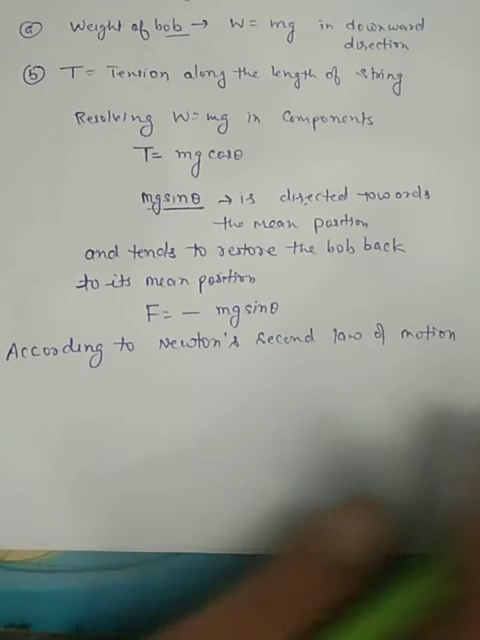 ⓐ Weight of bob → W = mg in downward
direction
ⓑ T = Tension along the length of string
Resolving W = mg in components
T = mg cosθ
mg sinθ → is directed towards
the mean position
and tends to restore the bob back
to its mean position
F = - mg sinθ
According to Newton's second law of motion